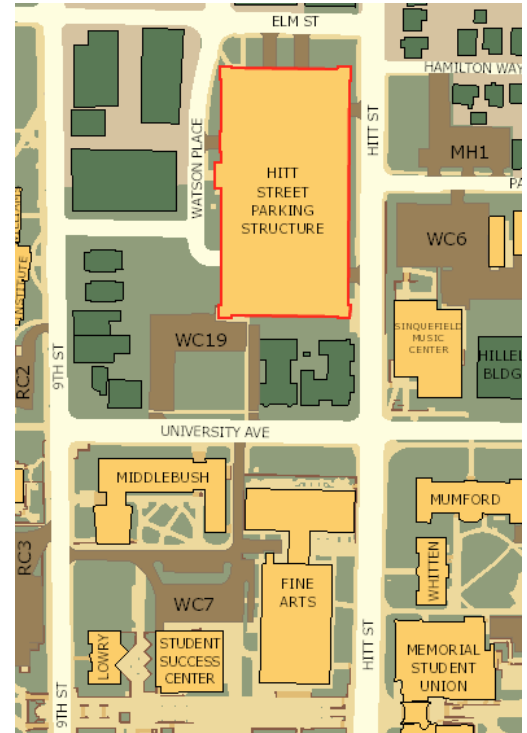 ELM ST
HAMILTON WAY
WATSON PLACE
HITT ST
MH1
HITT
STREET
PARKING
STRUCTURE
PA
WC6
INSTITUTE
SINQUEFIELD
MUSIC
CENTER
WC19
HILLEL
BLDG
RC2
9TH ST
UNIVERSITY AVE
MIDDLEBUSH
MUMFORD
RC3
WHITTEN
FINE
ARTS
WC7
LOWRY
STUDENT
SUCCESS
CENTER
HITT ST
MEMORIAL
STUDENT
UNION
9TH ST